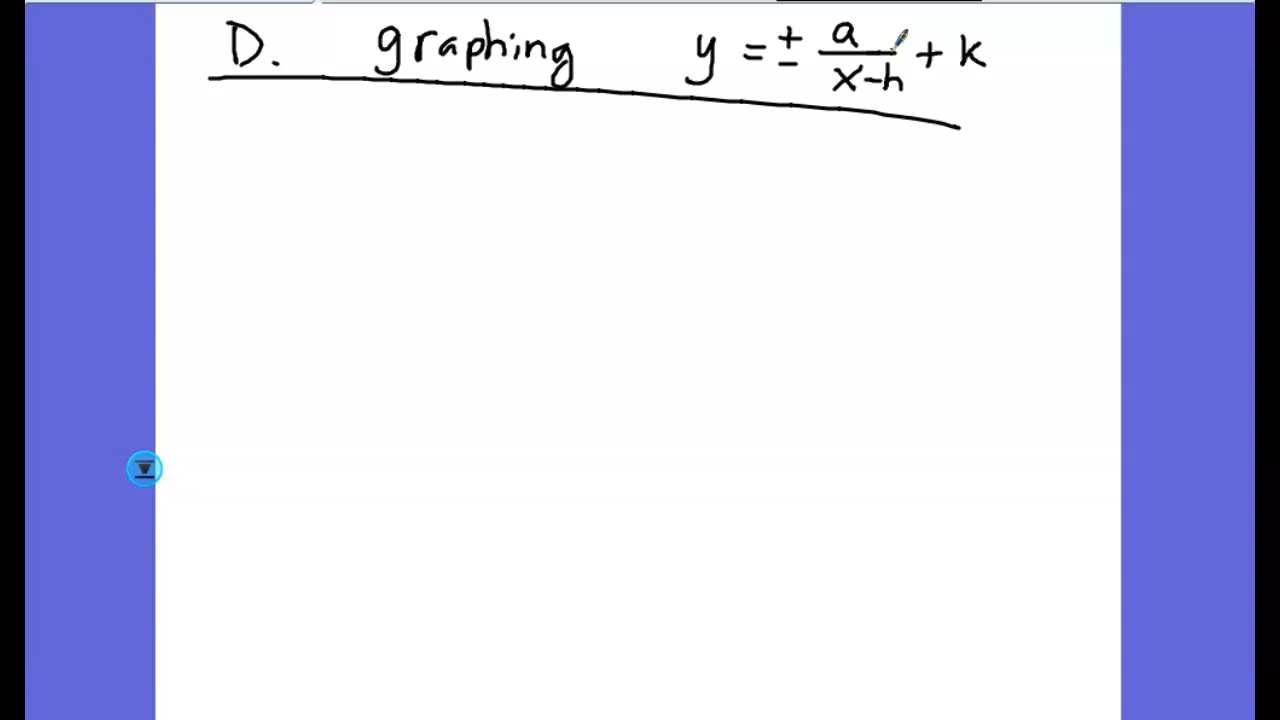 D. graphing y = ± a/(x-h) + k